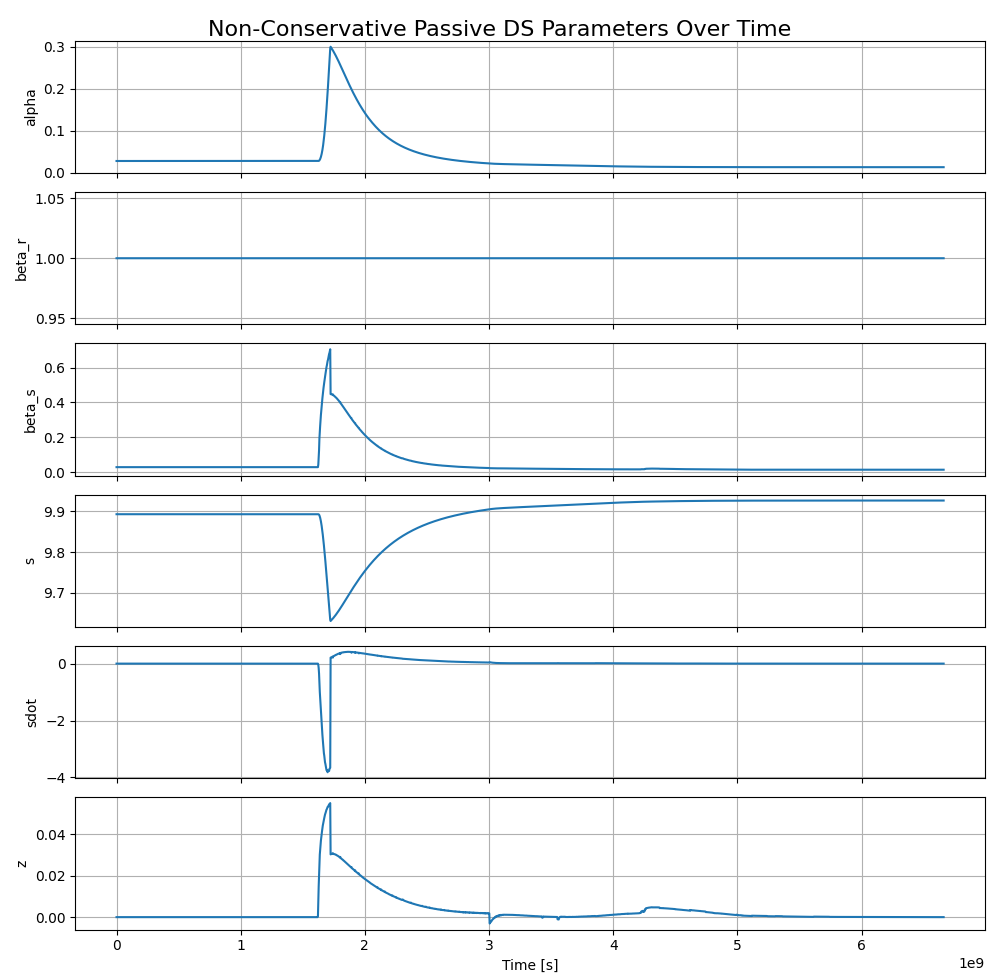 Non-Conservative Passive DS Parameters Over Time
0.3
0.2
0.1
0.0
alpha
1.05
1.00
0.95
beta_r
0.6
0.4
0.2
0.0
beta_s
9.9
9.8
9.7
s
0
−2
−4
sdot
0.04
0.02
0.00
z
0 1 2 3 4 5 6
Time [s]
1e9